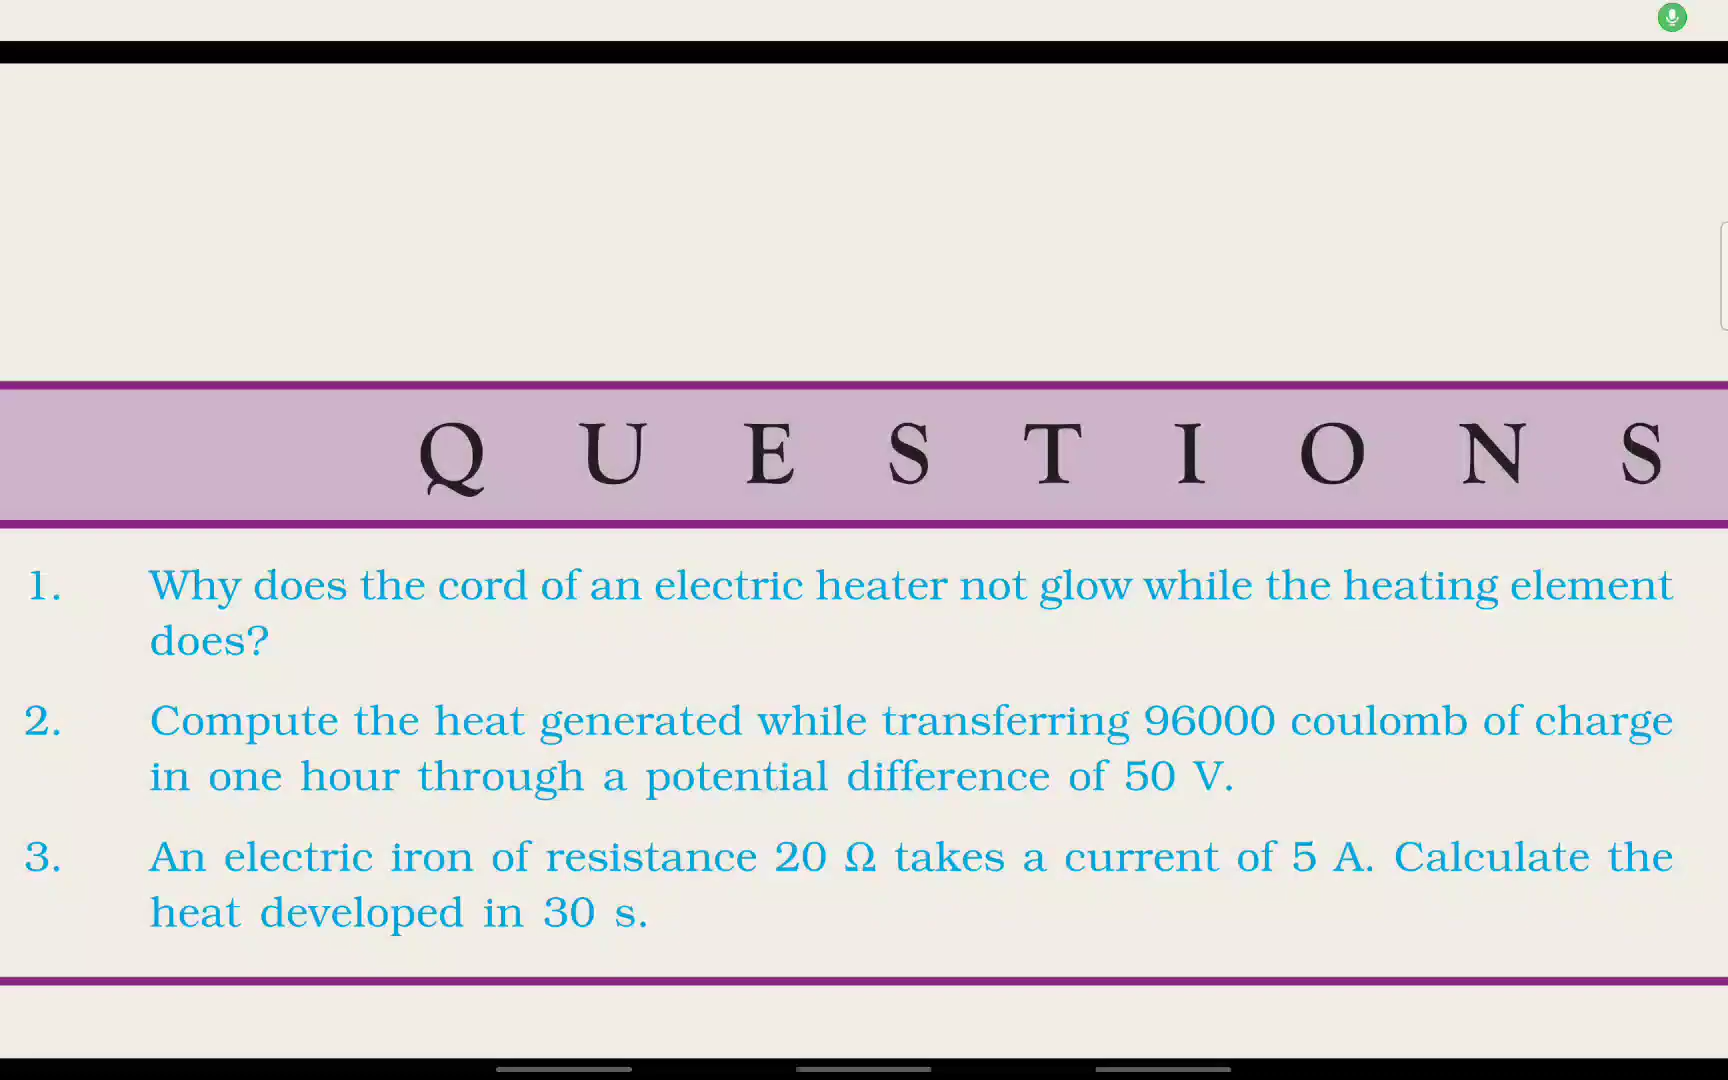 QUESTIONS
1. Why does the cord of an electric heater not glow while the heating element
does?
2. Compute the heat generated while transferring 96000 coulomb of charge
in one hour through a potential difference of 50 V.
3. An electric iron of resistance 20 Ω takes a current of 5 A. Calculate the
heat developed in 30 s.